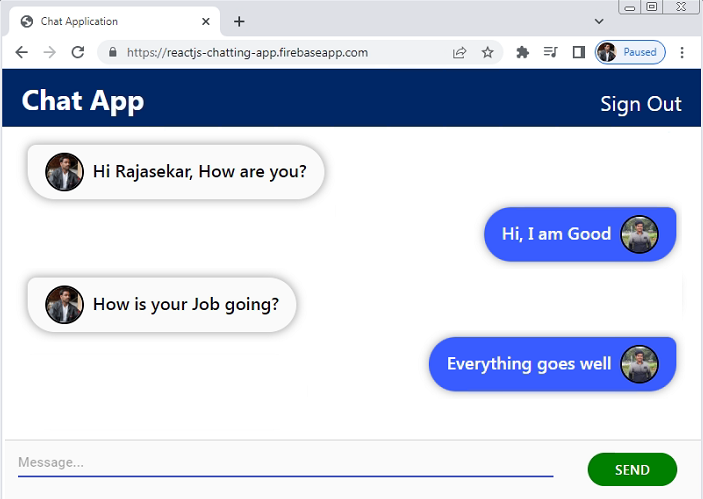 Chat Application
https://reactjs-chatting-app.firebaseapp.com
Paused
Chat App
Sign Out
Hi Rajasekar, How are you?
Hi, I am Good
How is your Job going?
Everything goes well
Message...
SEND